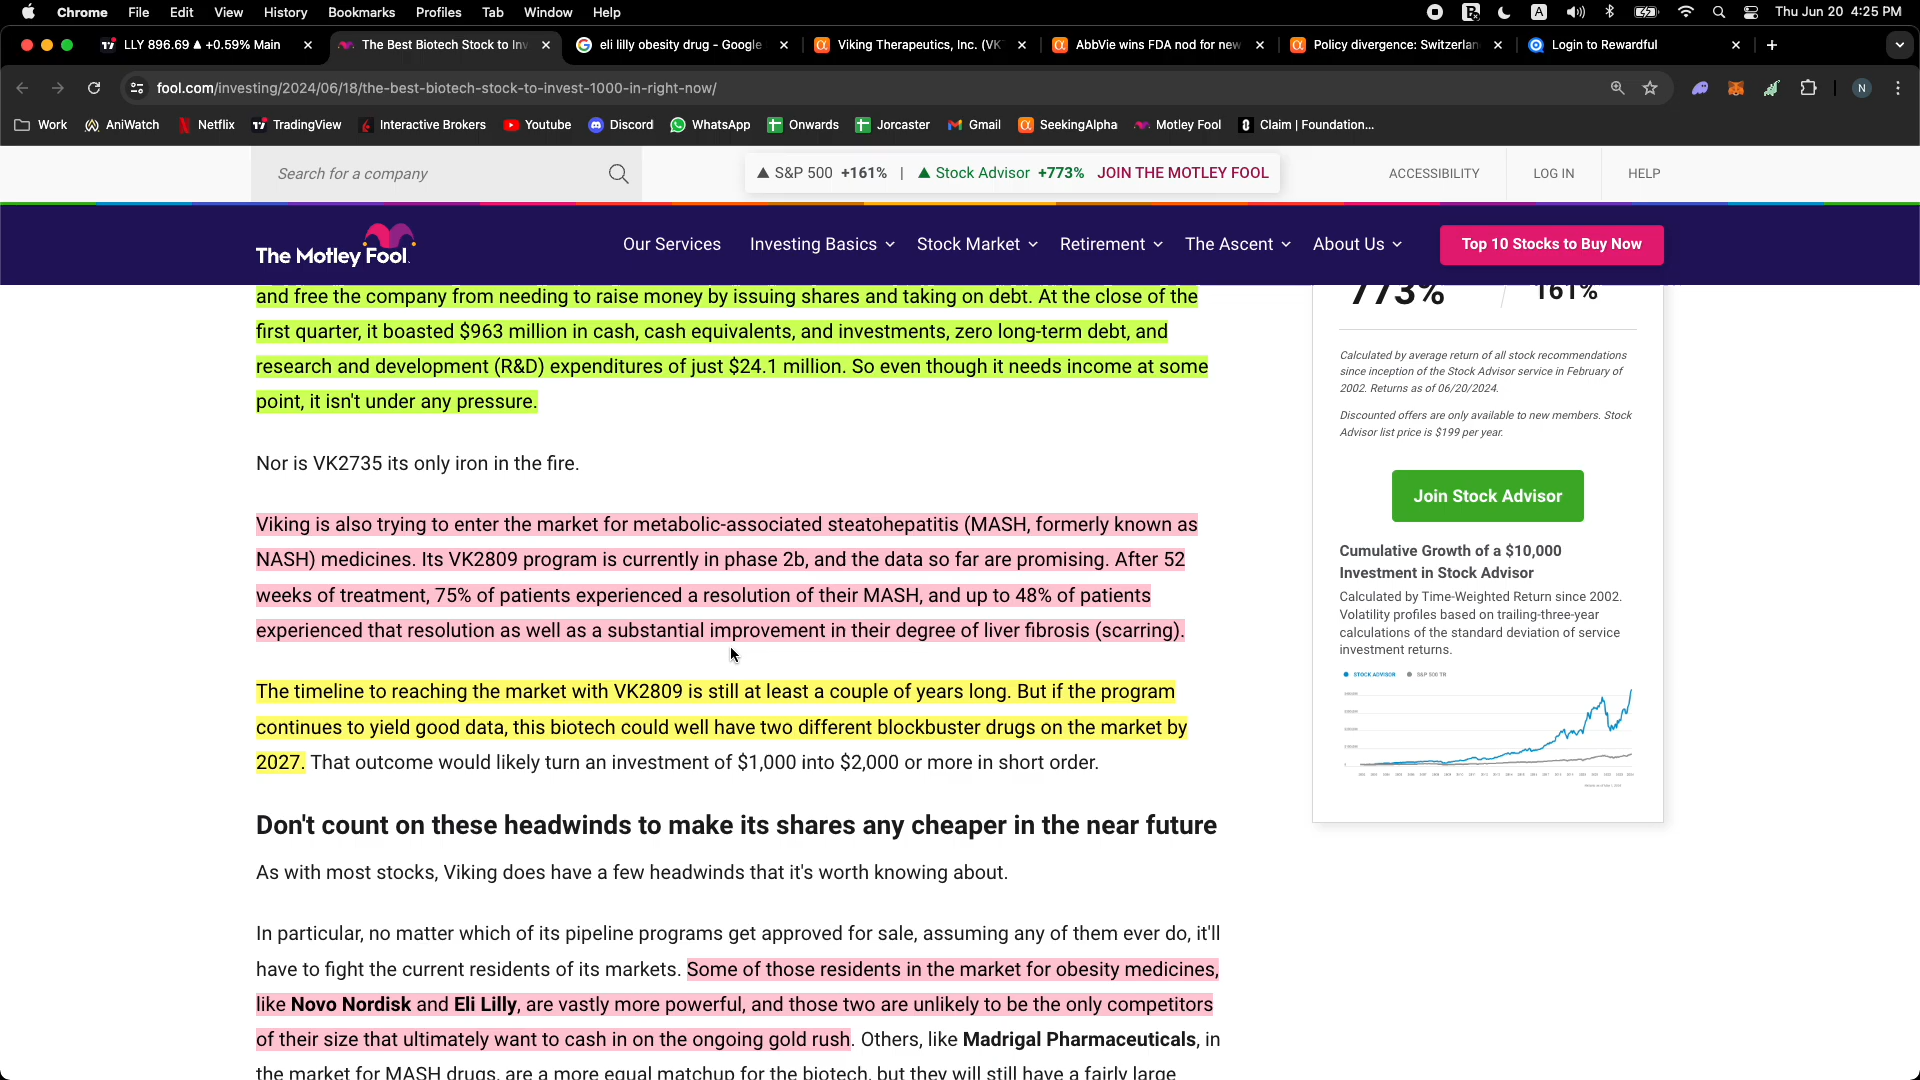 Chrome File Edit View History Bookmarks Profiles Tab Window Help
Thu Jun 20 4:25 PM
LLY 896.69 ▲ +0.59% Main
The Best Biotech Stock to Inv
eli lilly obesity drug - Google
Viking Therapeutics, Inc. (VK
AbbVie wins FDA nod for new
Policy divergence: Switzerlan
Login to Rewardful
fool.com/investing/2024/06/18/the-best-biotech-stock-to-invest-1000-in-right-now/
Work AniWatch Netflix TradingView Interactive Brokers Youtube Discord WhatsApp Onwards Jorcaster Gmail SeekingAlpha Motley Fool Claim | Foundation...
Search for a company
▲ S&P 500 +161% | ▲ Stock Advisor +773% JOIN THE MOTLEY FOOL
ACCESSIBILITY LOG IN HELP
The Motley Fool.
Our Services Investing Basics Stock Market Retirement The Ascent About Us
Top 10 Stocks to Buy Now
and free the company from needing to raise money by issuing shares and taking on debt. At the close of the
first quarter, it boasted $963 million in cash, cash equivalents, and investments, zero long-term debt, and
research and development (R&D) expenditures of just $24.1 million. So even though it needs income at some
point, it isn't under any pressure.
Nor is VK2735 its only iron in the fire.
Viking is also trying to enter the market for metabolic-associated steatohepatitis (MASH, formerly known as
NASH) medicines. Its VK2809 program is currently in phase 2b, and the data so far are promising. After 52
weeks of treatment, 75% of patients experienced a resolution of their MASH, and up to 48% of patients
experienced that resolution as well as a substantial improvement in their degree of liver fibrosis (scarring).
The timeline to reaching the market with VK2809 is still at least a couple of years long. But if the program
continues to yield good data, this biotech could well have two different blockbuster drugs on the market by
2027. That outcome would likely turn an investment of $1,000 into $2,000 or more in short order.
Don't count on these headwinds to make its shares any cheaper in the near future
As with most stocks, Viking does have a few headwinds that it's worth knowing about.
In particular, no matter which of its pipeline programs get approved for sale, assuming any of them ever do, it'll
have to fight the current residents of its markets. Some of those residents in the market for obesity medicines,
like Novo Nordisk and Eli Lilly, are vastly more powerful, and those two are unlikely to be the only competitors
of their size that ultimately want to cash in on the ongoing gold rush. Others, like Madrigal Pharmaceuticals, in
the market for MASH drugs, are a more equal matchup for the biotech, but they will still have a fairly large
773% 161%
Calculated by average return of all stock recommendations
since inception of the Stock Advisor service in February of
2002. Returns as of 06/20/2024.
Discounted offers are only available to new members. Stock
Advisor list price is $199 per year.
Join Stock Advisor
Cumulative Growth of a $10,000
Investment in Stock Advisor
Calculated by Time-Weighted Return since 2002.
Volatility profiles based on trailing-three-year
calculations of the standard deviation of service
investment returns.
STOCK ADVISOR S&P 500 TR